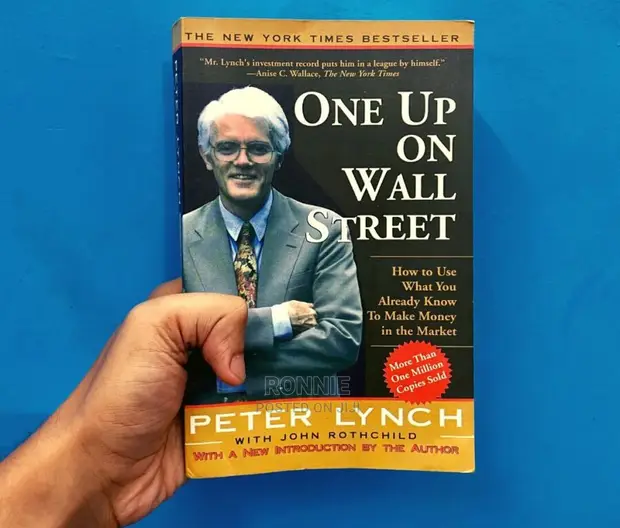 THE NEW YORK TIMES BESTSELLER
"Mr. Lynch's investment record puts him in a league by himself."
—Anise C. Wallace, The New York Times
ONE UP
ON
WALL
STREET
How to Use
What You
Already Know
To Make Money
in the Market
More Than
One Million
Copies Sold
RONNIE
POSTED ON JIJI
PETER LYNCH
WITH JOHN ROTHCHILD
WITH A NEW INTRODUCTION BY THE AUTHOR